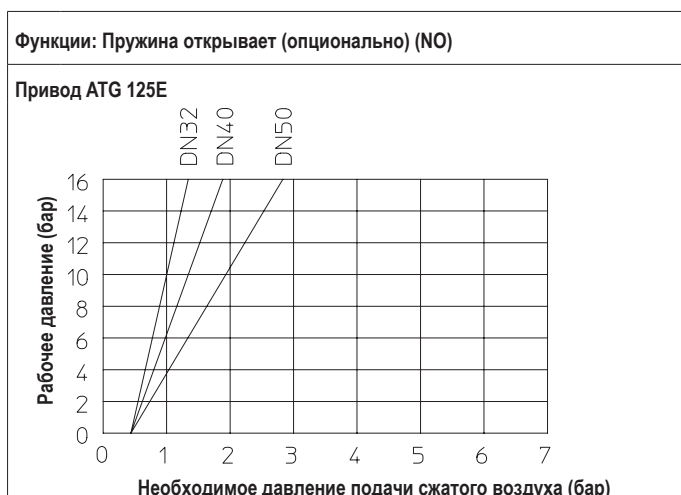 Функции: Пружина открывает (опционально) (NO)
Привод ATG 125E
DN32
DN40
DN50
Рабочее давление (бар)
16
14
12
10
8
6
4
2
0
0 1 2 3 4 5 6 7
Необходимое давление подачи сжатого воздуха (бар)